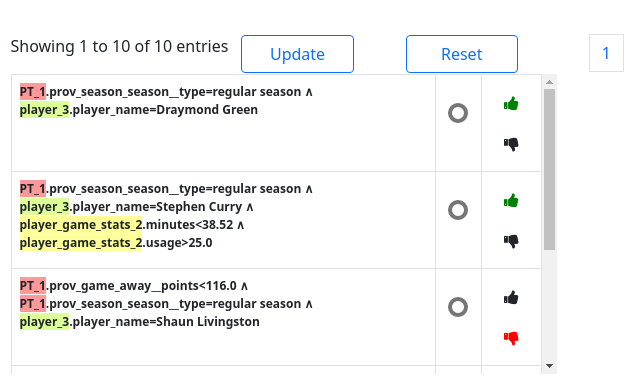 Showing 1 to 10 of 10 entries Update Reset 1
PT_1.prov_season_season__type=regular season ∧
player_3.player_name=Draymond Green
PT_1.prov_season_season__type=regular season ∧
player_3.player_name=Stephen Curry ∧
player_game_stats_2.minutes<38.52 ∧
player_game_stats_2.usage>25.0
PT_1.prov_game_away__points<116.0 ∧
PT_1.prov_season_season__type=regular season ∧
player_3.player_name=Shaun Livingston